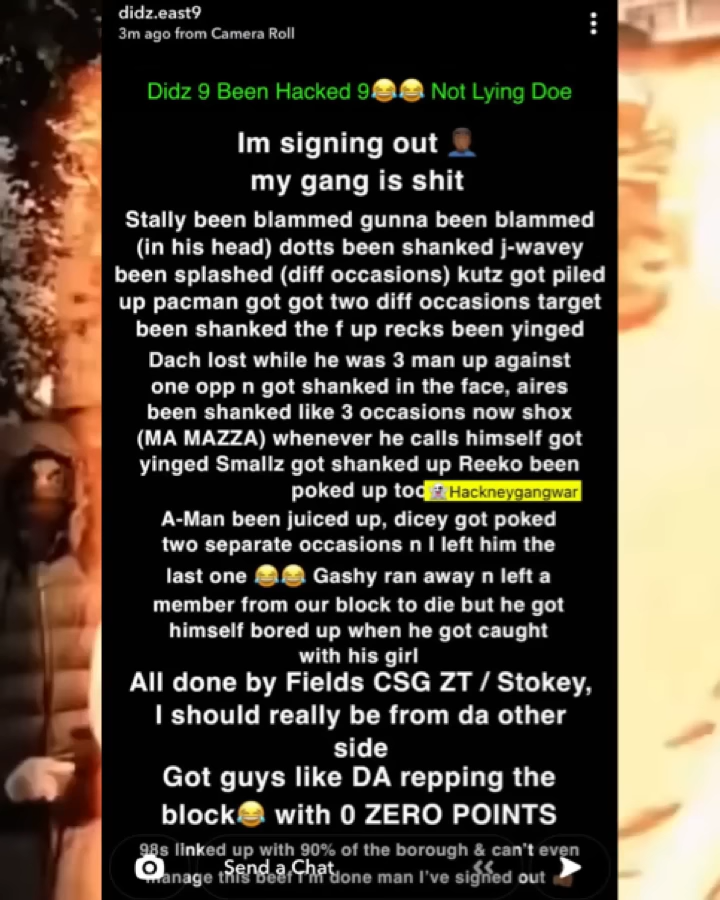 didz.east9
3m ago from Camera Roll
Didz 9 Been Hacked 9😂😂 Not Lying Doe
Im signing out 🤦🏾‍♂️
my gang is shit
Stally been blammed gunna been blammed
(in his head) dotts been shanked j-wavey
been splashed (diff occasions) kutz got piled
up pacman got got two diff occasions target
been shanked the f up recks been yinged
Dach lost while he was 3 man up against
one opp n got shanked in the face, aires
been shanked like 3 occasions now shox
(MA MAZZA) whenever he calls himself got
yinged Smallz got shanked up Reeko been
poked up too 👻Hackneygangwar
A-Man been juiced up, dicey got poked
two separate occasions n I left him the
last one 😂😂 Gashy ran away n left a
member from our block to die but he got
himself bored up when he got caught
with his girl
All done by Fields CSG ZT / Stokey,
I should really be from da other
side
Got guys like DA repping the
block😂 with 0 ZERO POINTS
98s linked up with 90% of the borough & can't even
manage this beef I'm done man I've signed out
Send a Chat